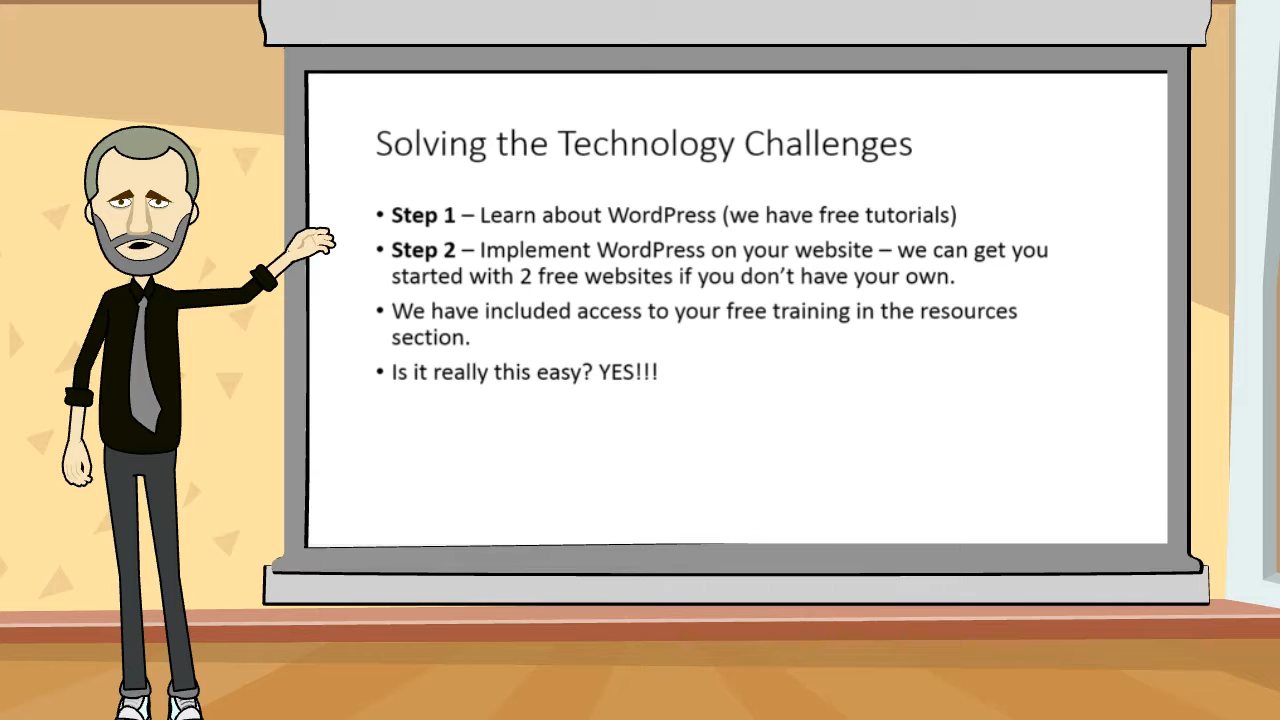 Solving the Technology Challenges
• Step 1 – Learn about WordPress (we have free tutorials)
• Step 2 – Implement WordPress on your website – we can get you
started with 2 free websites if you don’t have your own.
• We have included access to your free training in the resources
section.
• Is it really this easy? YES!!!